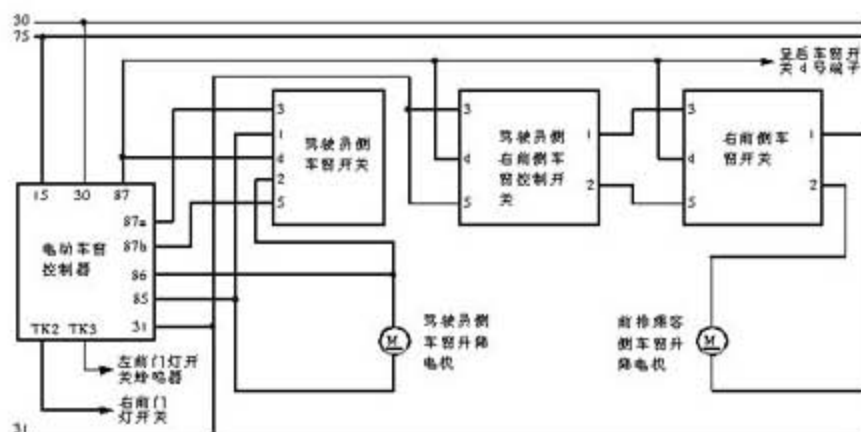 30
75
至后车窗开
关4号端子
3
1
4
2
5
驾驶员侧
车窗开关
3
4
5
驾驶员侧
右前侧车
窗控制开
关
1
2
3
4
5
右前侧车
窗开关
1
2
15 30 87
87a
87b
86
85
31
电动车窗
控制器
TK2 TK3
驾驶员侧
车窗升降
电机
M
前排乘客
侧车窗升
降电机
M
左前门灯开
关蜂鸣器
右前门
灯开关
31